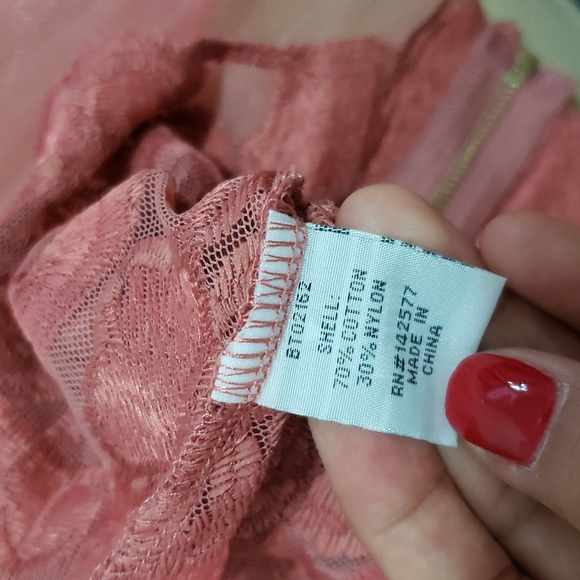 BT02162
SHELL:
70% COTTON
30% NYLON
RN#142577
MADE IN
CHINA